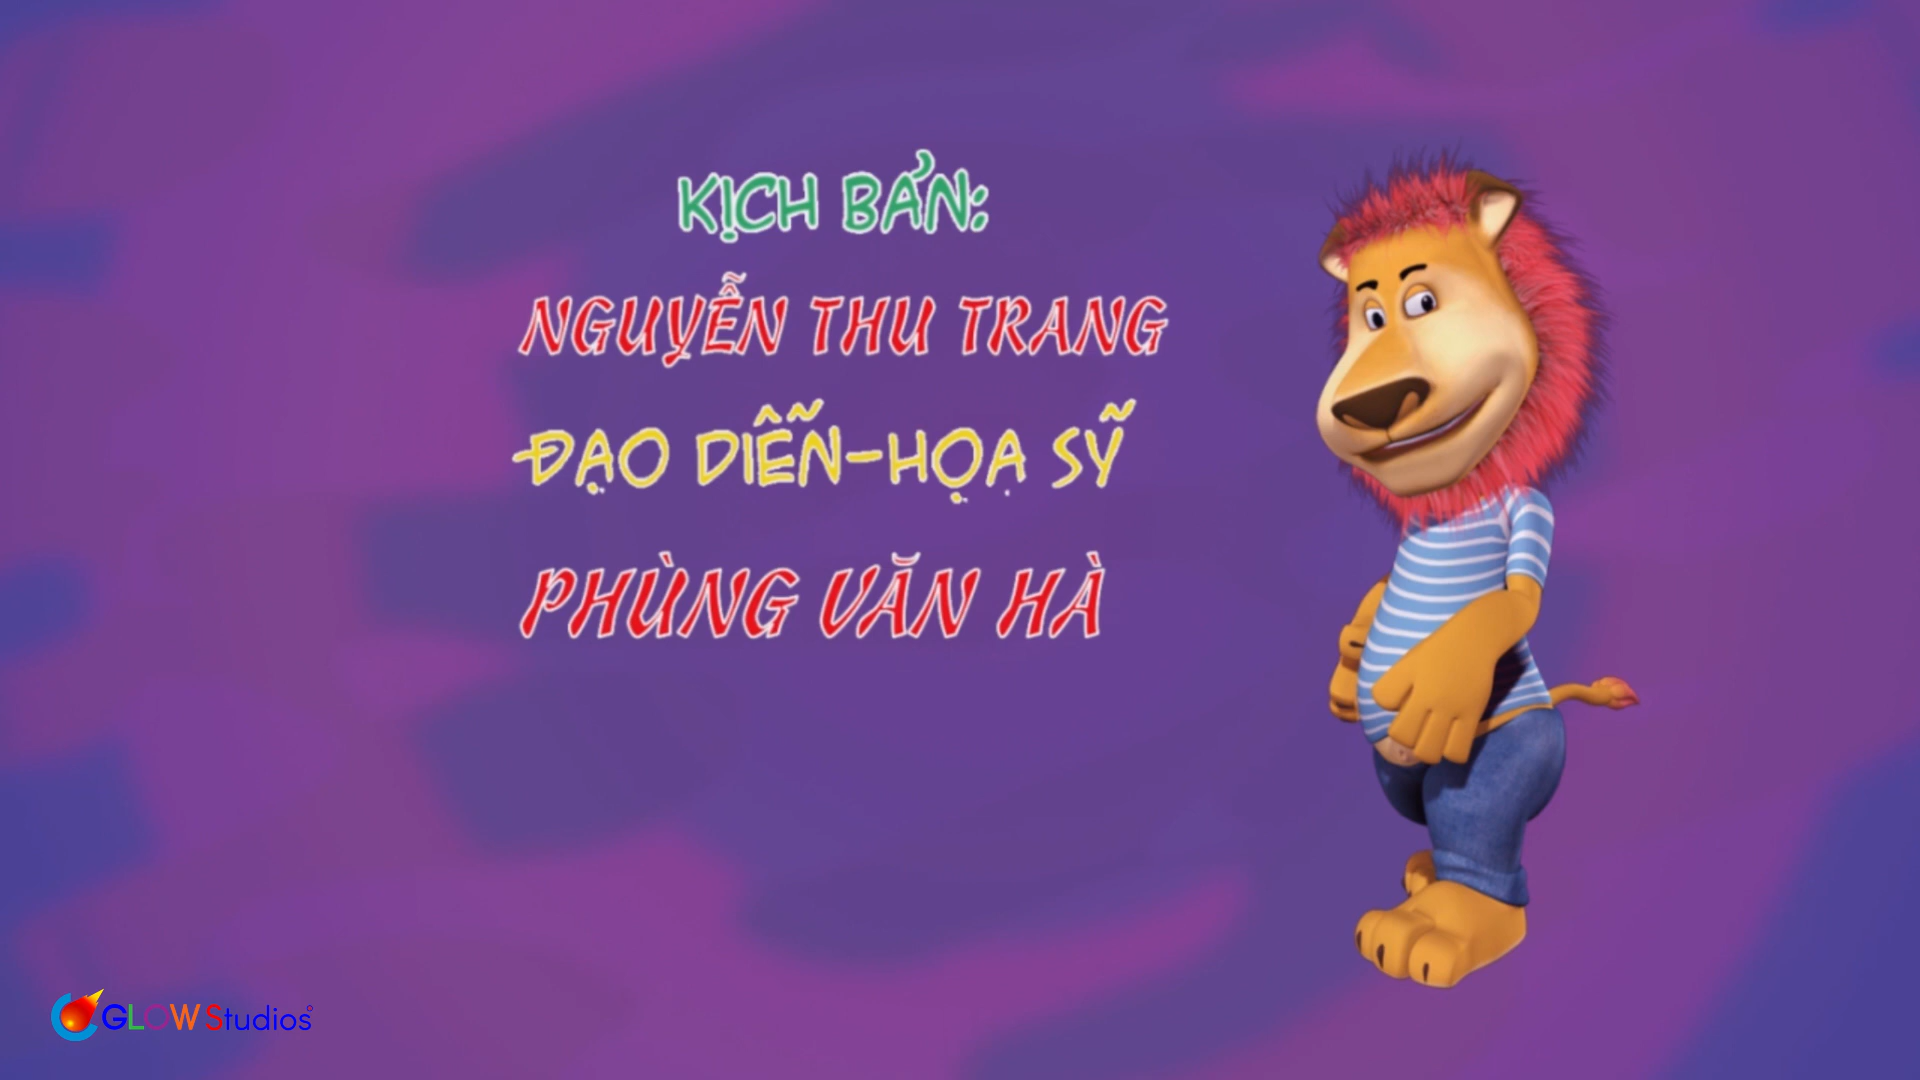 KỊCH BẢN:
NGUYỄN THU TRANG
ĐẠO DIỄN-HỌA SỸ
PHÙNG VĂN HÀ
GLOW Studios